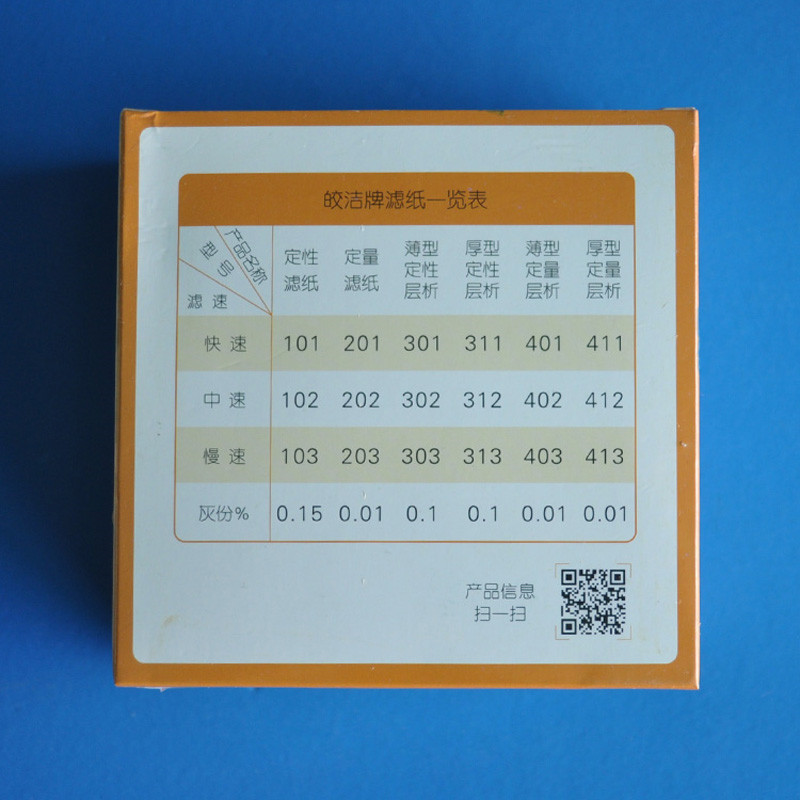 皎洁牌滤纸一览表
产品名称
型号
滤速
定性滤纸
定量滤纸
薄型定性层析
厚型定性层析
薄型定量层析
厚型定量层析
快速 101 201 301 311 401 411
中速 102 202 302 312 402 412
慢速 103 203 303 313 403 413
灰份% 0.15 0.01 0.1 0.1 0.01 0.01
产品信息
扫一扫